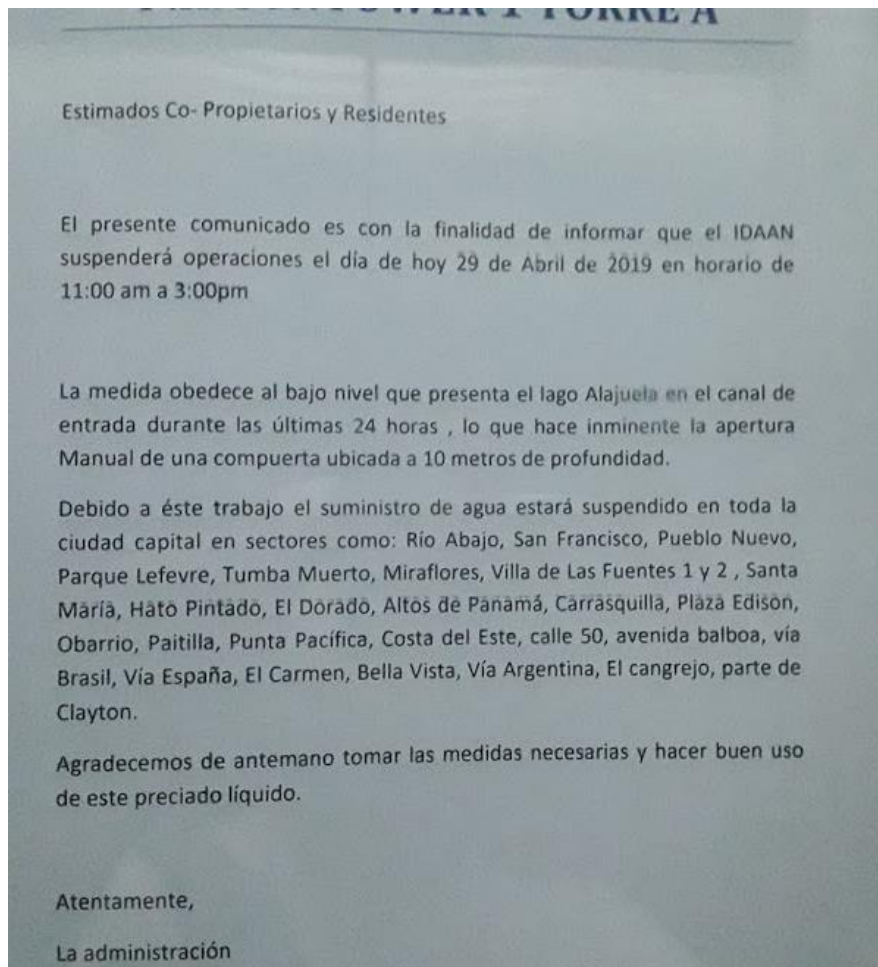 TOWER 1 TORRE A
Estimados Co- Propietarios y Residentes
El presente comunicado es con la finalidad de informar que el IDAAN
suspenderá operaciones el día de hoy 29 de Abril de 2019 en horario de
11:00 am a 3:00pm
La medida obedece al bajo nivel que presenta el lago Alajuela en el canal de
entrada durante las últimas 24 horas , lo que hace inminente la apertura
Manual de una compuerta ubicada a 10 metros de profundidad.
Debido a éste trabajo el suministro de agua estará suspendido en toda la
ciudad capital en sectores como: Río Abajo, San Francisco, Pueblo Nuevo,
Parque Lefevre, Tumba Muerto, Miraflores, Villa de Las Fuentes 1 y 2 , Santa
María, Hato Pintado, El Dorado, Altos de Panamá, Carrasquilla, Plaza Edison,
Obarrio, Paitilla, Punta Pacífica, Costa del Este, calle 50, avenida balboa, vía
Brasil, Vía España, El Carmen, Bella Vista, Vía Argentina, El cangrejo, parte de
Clayton.
Agradecemos de antemano tomar las medidas necesarias y hacer buen uso
de este preciado líquido.
Atentamente,
La administración